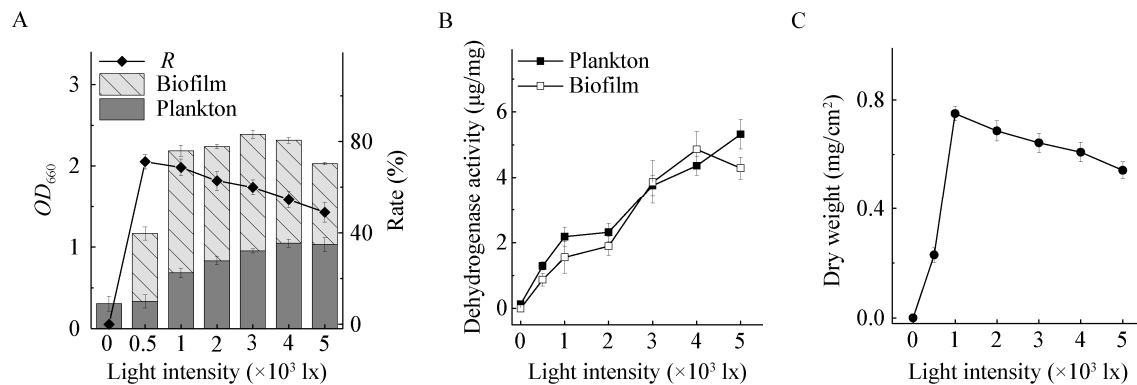 A
OD660
3
2
1
0
R
Biofilm
Plankton
80
40
0
Rate (%)
0 0.5 1 2 3 4 5
Light intensity (×10³ lx)
B
Dehydrogenase activity (μg/mg)
6
4
2
0
Plankton
Biofilm
0 1 2 3 4 5
Light intensity (×10³ lx)
C
Dry weight (mg/cm²)
0.8
0.4
0.0
0 1 2 3 4 5
Light intensity (×10³ lx)